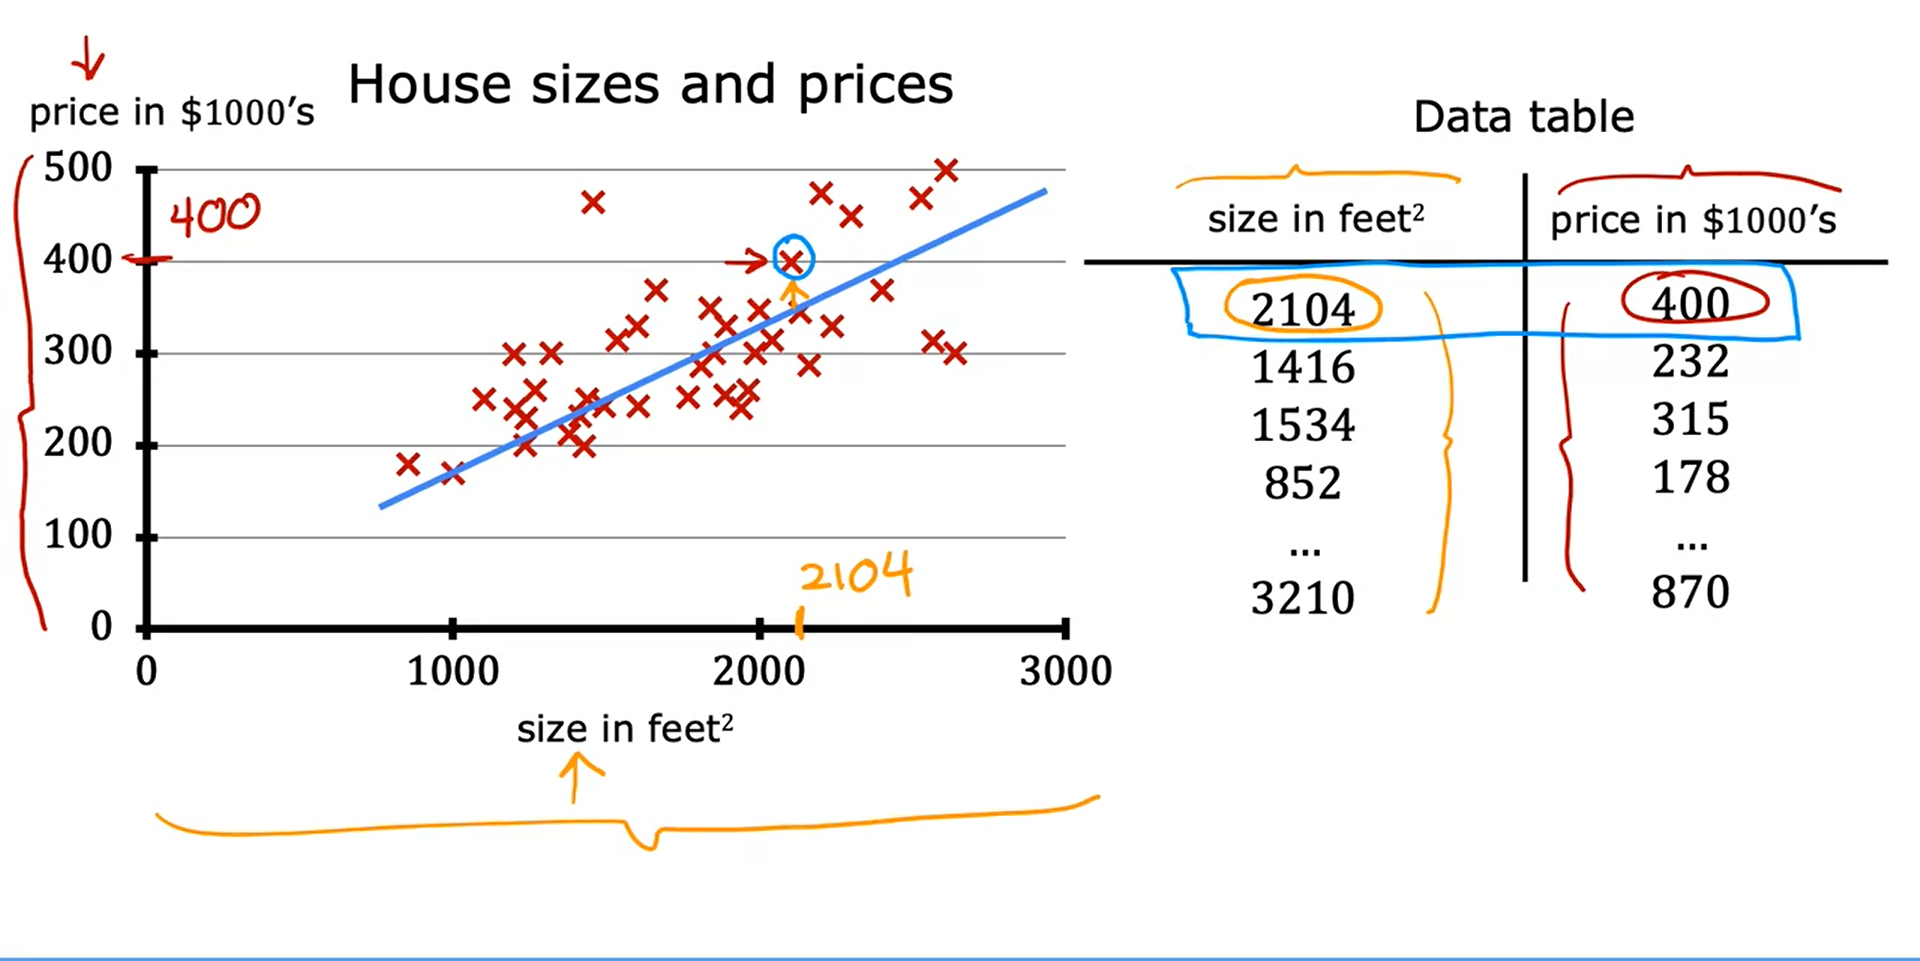 House sizes and prices
price in $1000's
500
400
400
300
200
100
0
2104
0 1000 2000 3000
size in feet²
Data table
size in feet² price in $1000's
2104 400
1416 232
1534 315
852 178
... ...
3210 870